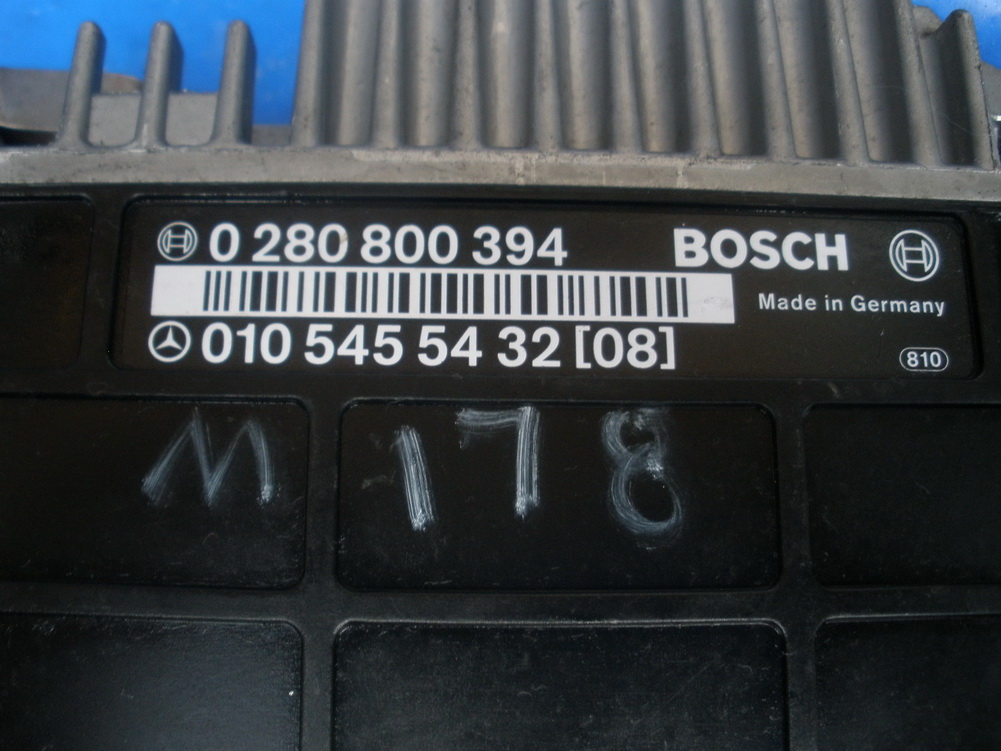 0 280 800 394 BOSCH
Made in Germany
010 545 54 32 [08]
810
M 178